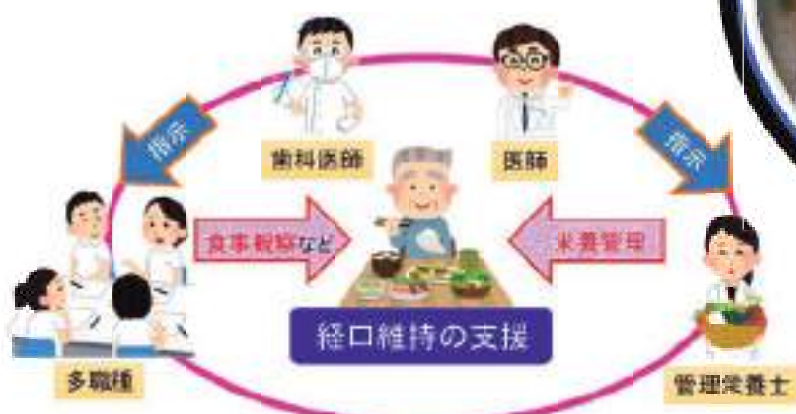 歯科医師
医師
指示
指示
食事観察など
栄養管理
経口維持の支援
多職種
管理栄養士